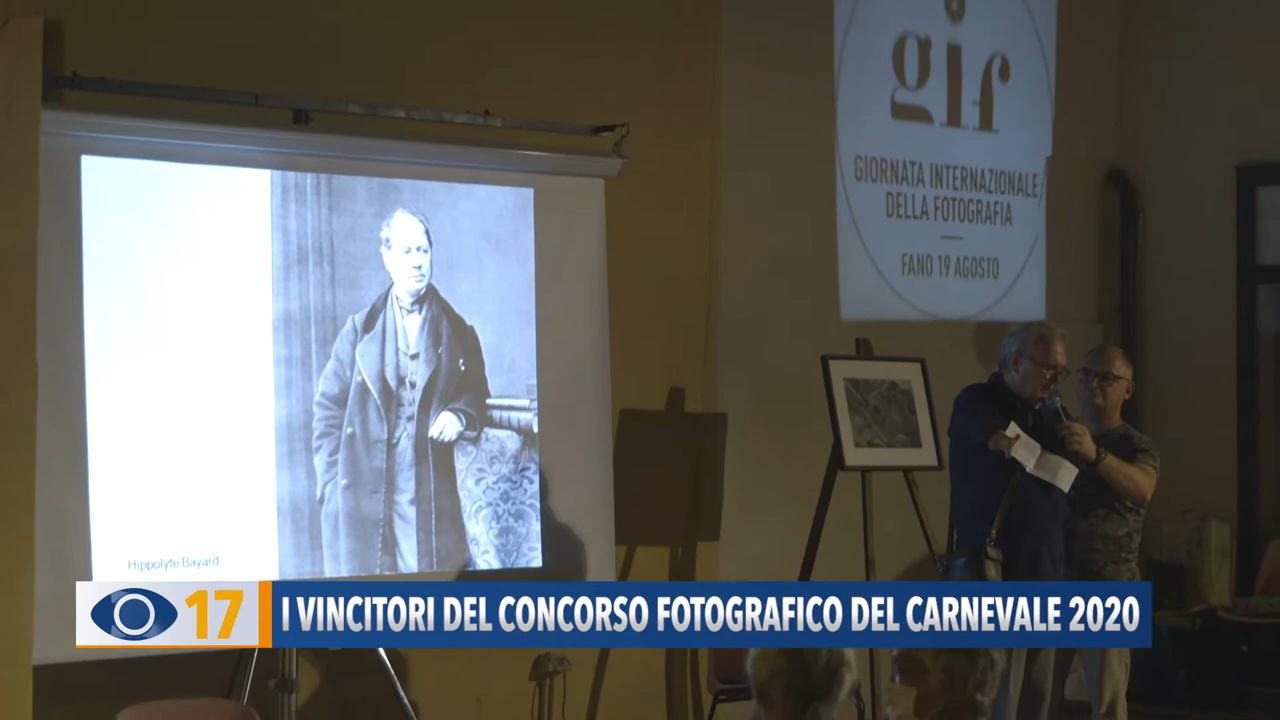 gif
GIORNATA INTERNAZIONALE
DELLA FOTOGRAFIA
FANO 19 AGOSTO
Hippolyte Bayard
17
I VINCITORI DEL CONCORSO FOTOGRAFICO DEL CARNEVALE 2020